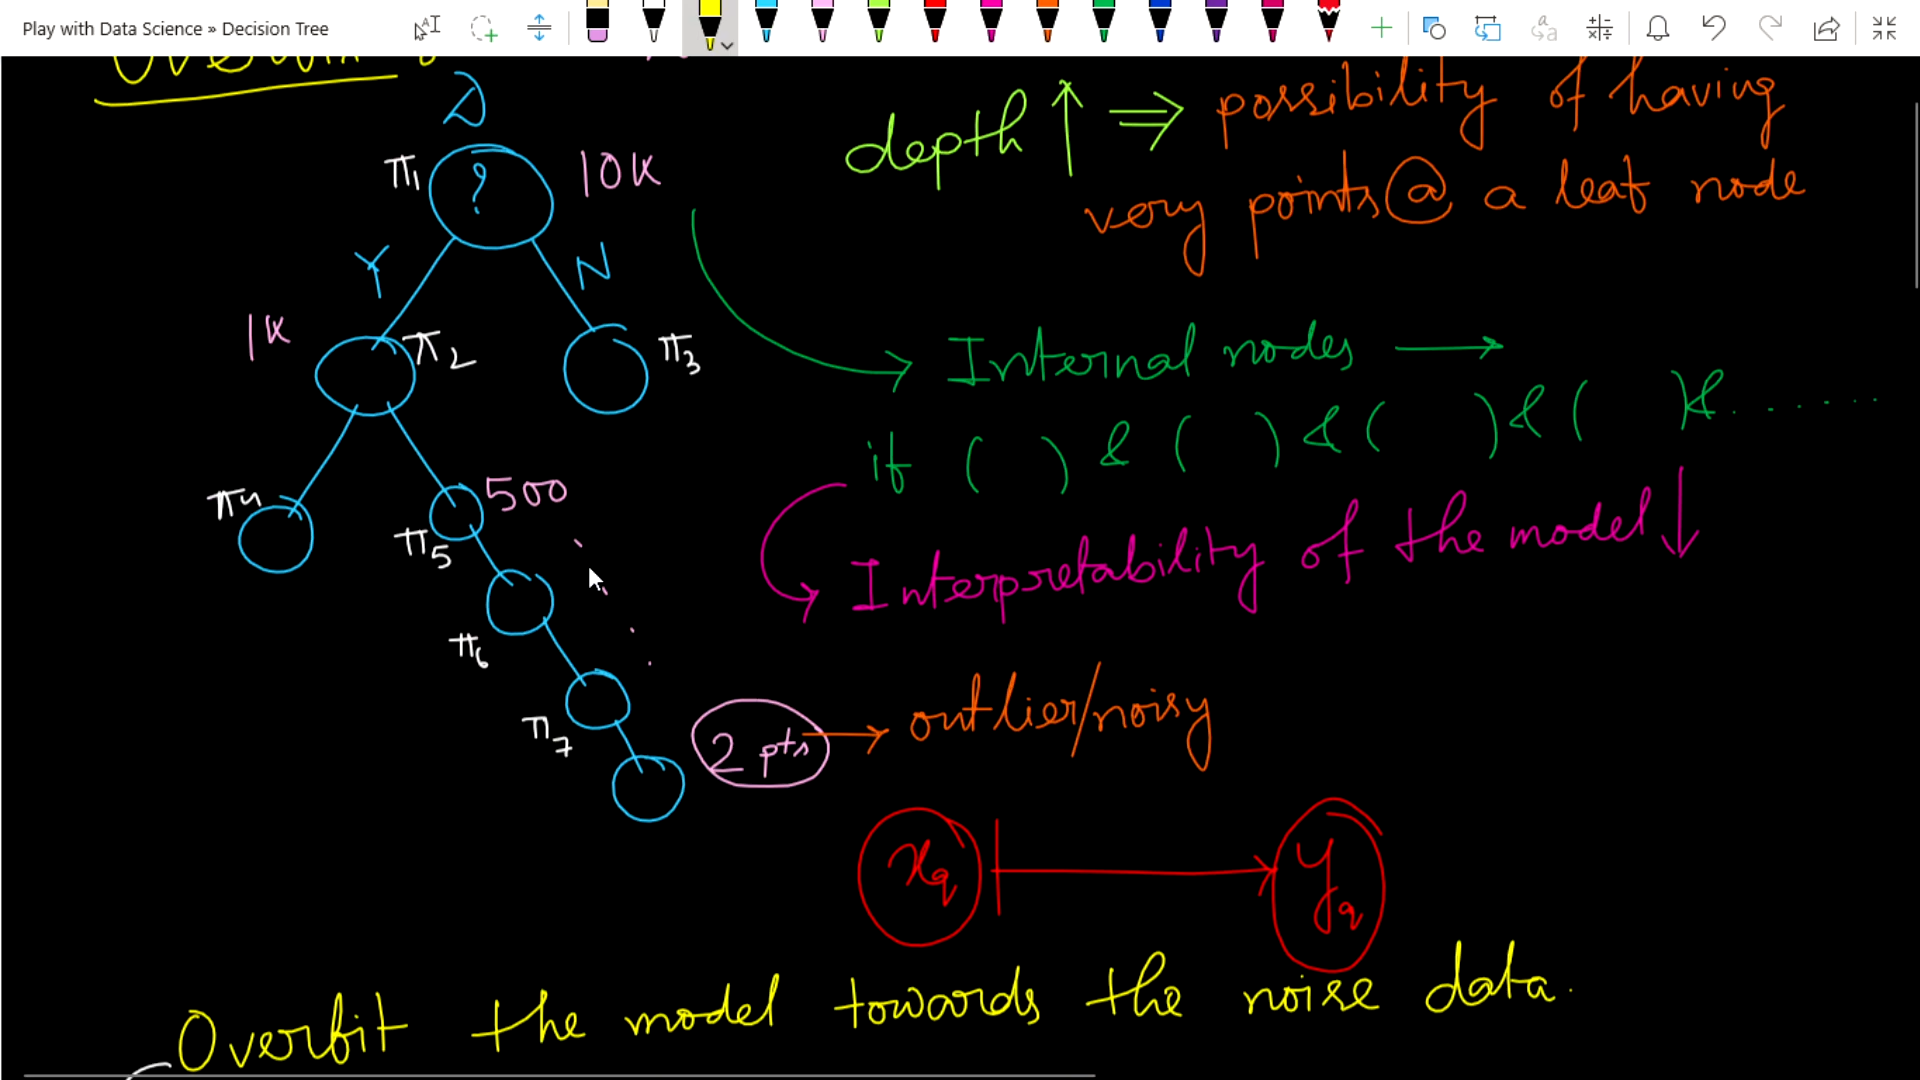 Play with Data Science » Decision Tree
D
π1 ? 10K
Y N
1K π2 π3
π4 π5 500
π6
π7
2 pts → outlier/noisy
depth ↑ ⇒ possibility of having
very points @ a leaf node
→ Internal nodes →
if ( ) & ( ) & ( ) & ( ) & ........
→ Interpretability of the model ↓
xq → yq
Overfit the model towards the noise data.